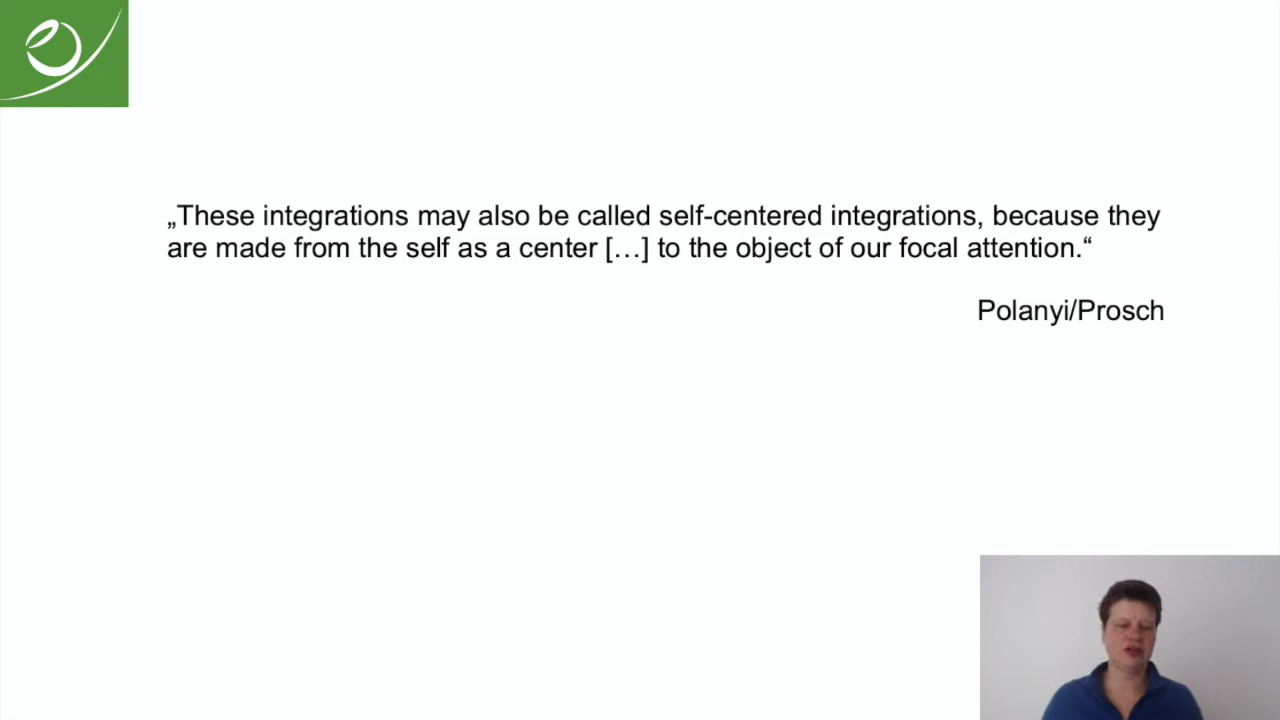 „These integrations may also be called self-centered integrations, because they
are made from the self as a center […] to the object of our focal attention.“
Polanyi/Prosch